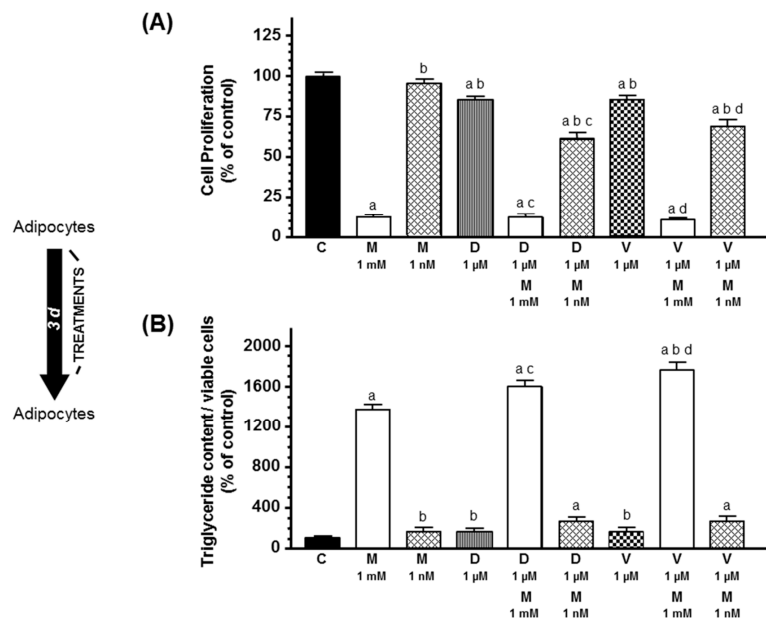 (A)
Cell Proliferation
(% of control)
125
100
75
50
25
0
a
b
a b
a c
a b c
a b
a d
a b d
C
M
M
D
D
D
V
V
V
1 mM
1 nM
1 µM
1 µM
1 µM
1 µM
1 µM
1 µM
M
M
M
M
1 mM
1 nM
1 mM
1 nM
Adipocytes
3 d
TREATMENTS
Adipocytes
(B)
Triglyceride content / viable cells
(% of control)
2000
1600
1200
800
400
0
a
b
b
a c
a
b
a b d
a
C
M
M
D
D
D
V
V
V
1 mM
1 nM
1 µM
1 µM
1 µM
1 µM
1 µM
1 µM
M
M
M
M
1 mM
1 nM
1 mM
1 nM